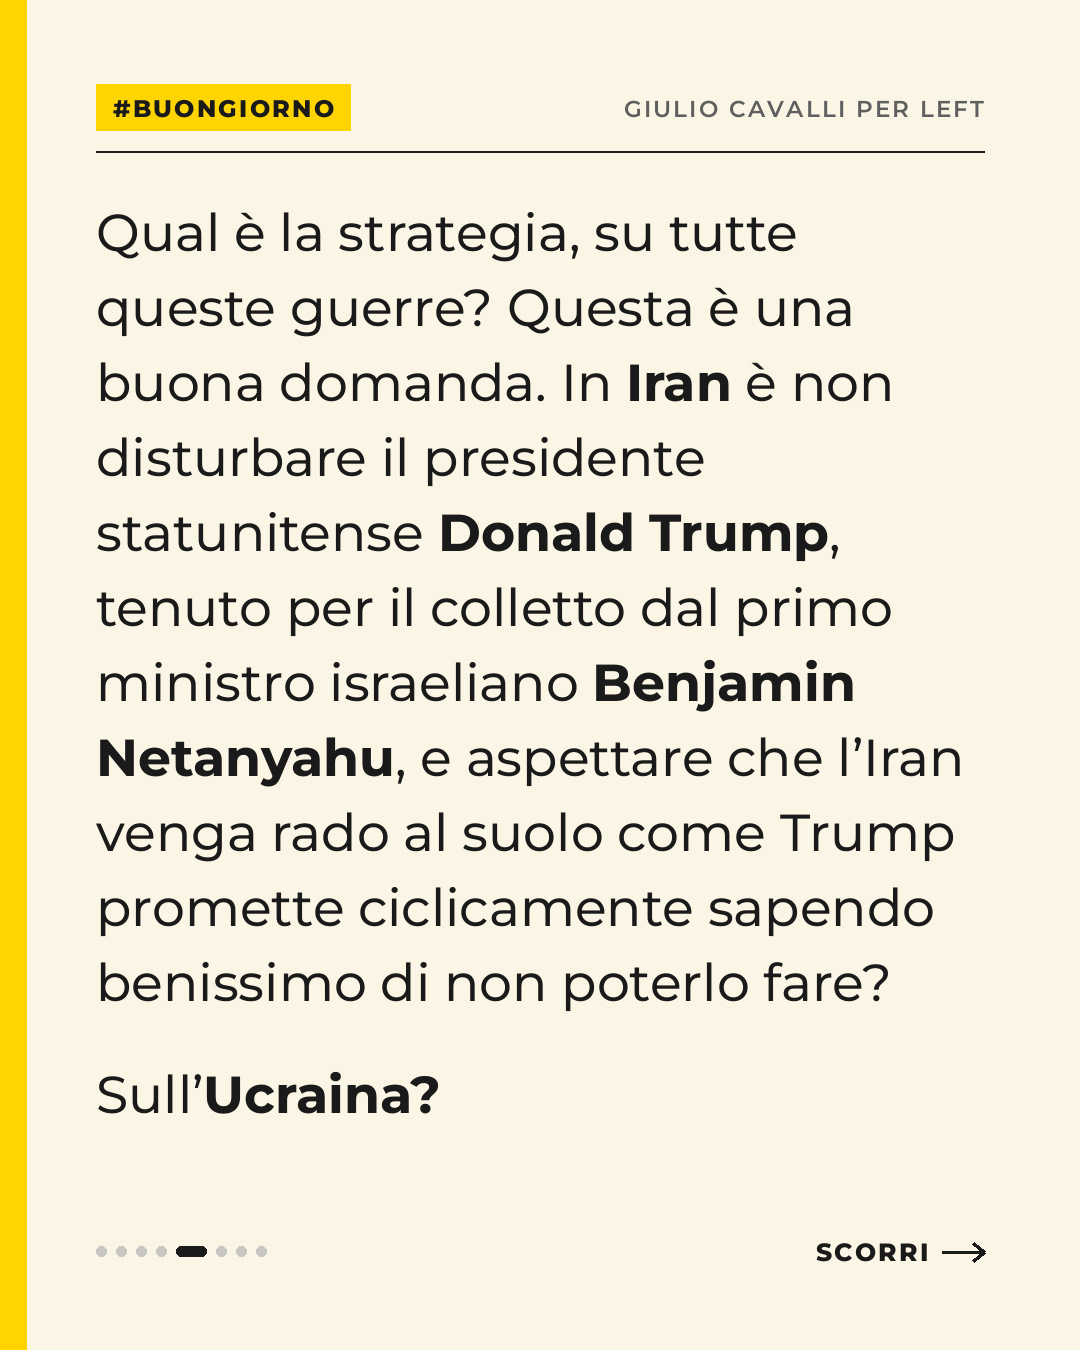 #BUONGIORNO
GIULIO CAVALLI PER LEFT
Qual è la strategia, su tutte
queste guerre? Questa è una
buona domanda. In Iran è non
disturbare il presidente
statunitense Donald Trump,
tenuto per il colletto dal primo
ministro israeliano Benjamin
Netanyahu, e aspettare che l’Iran
venga rado al suolo come Trump
promette ciclicamente sapendo
benissimo di non poterlo fare?
Sull’Ucraina?
SCORRI